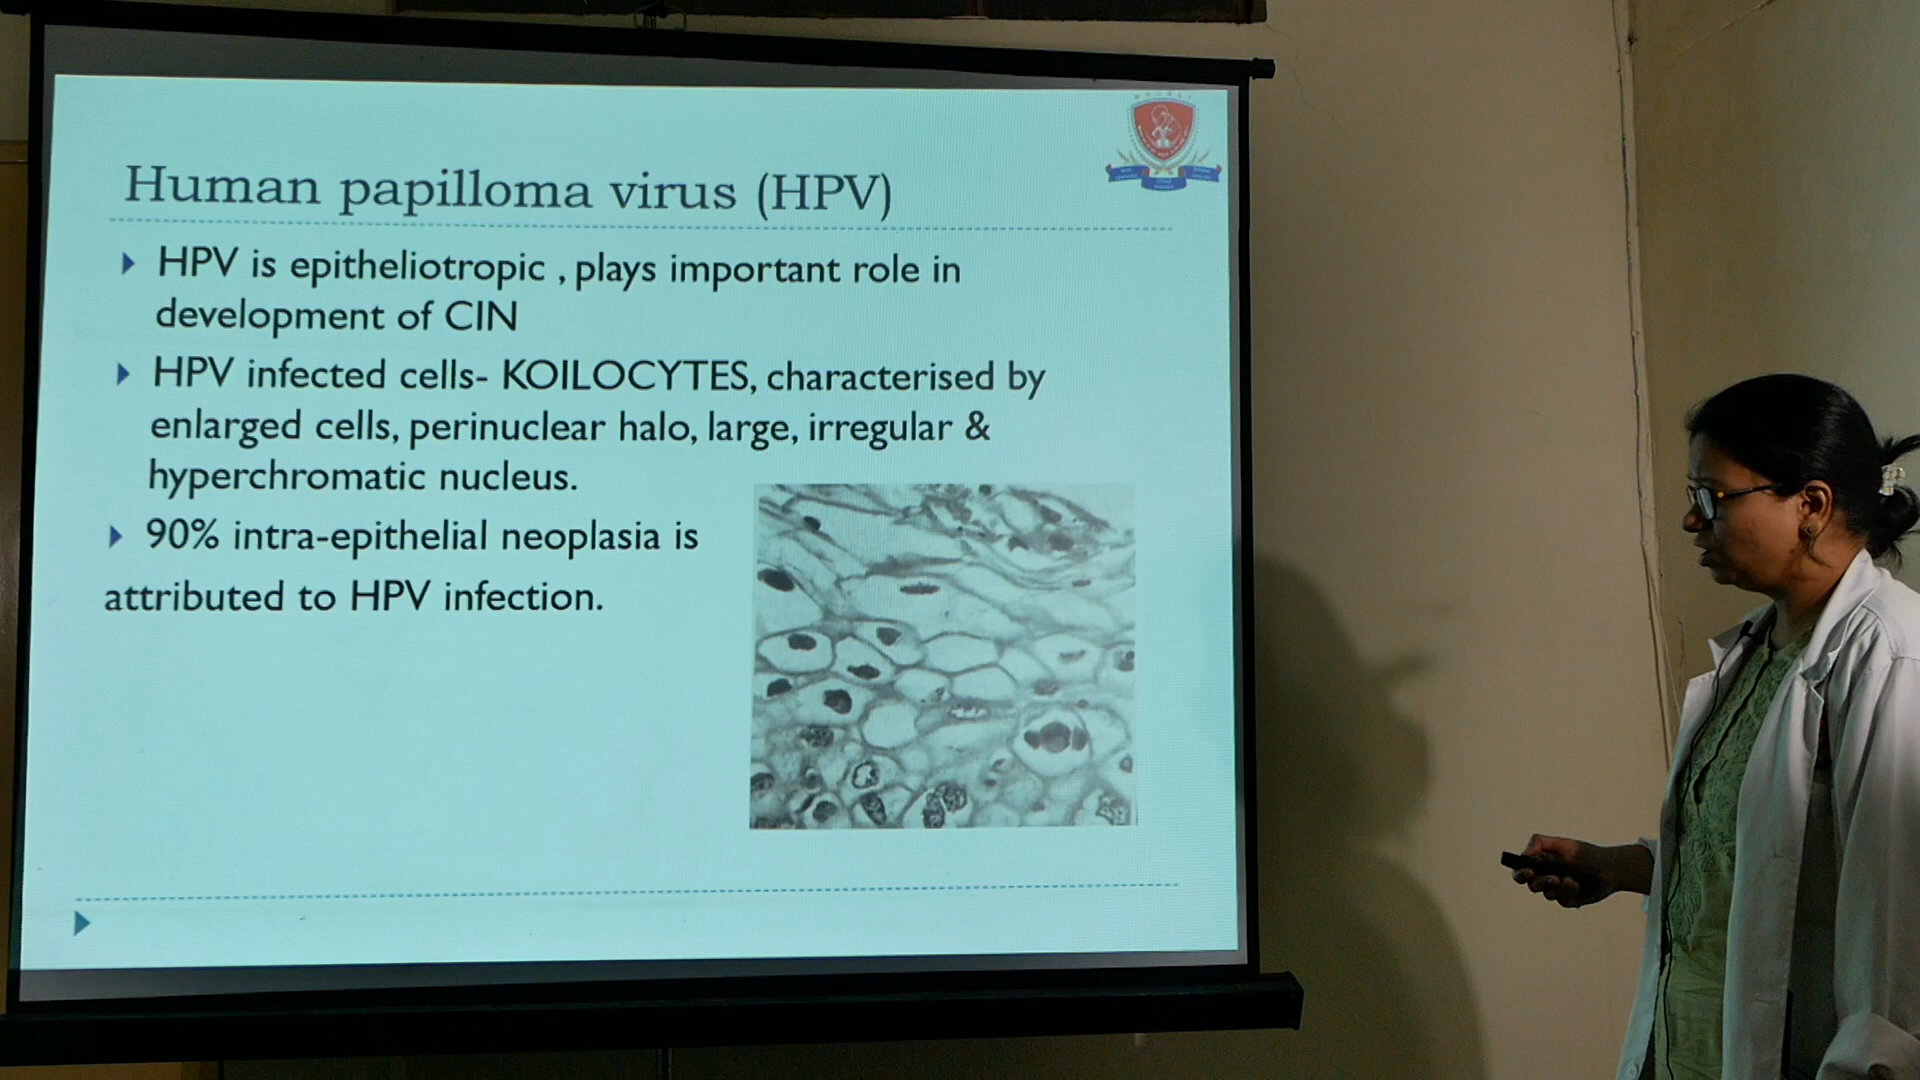 Human papilloma virus (HPV)
HPV is epitheliotropic , plays important role in
development of CIN
HPV infected cells- KOILOCYTES, characterised by
enlarged cells, perinuclear halo, large, irregular &
hyperchromatic nucleus.
90% intra-epithelial neoplasia is
attributed to HPV infection.